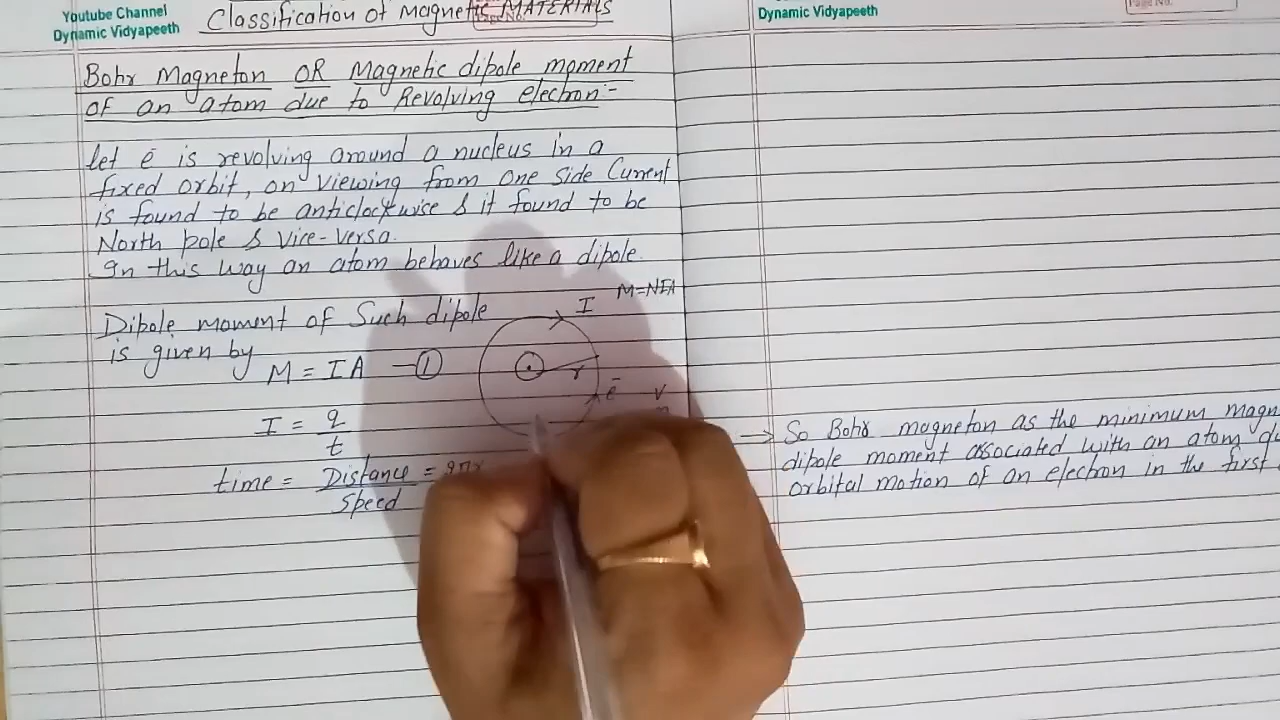 Youtube Channel
Dynamic Vidyapeeth
Classification of Magnetic MATERIALS
Bohr Magneton OR Magnetic dipole moment
of an atom due to Revolving electron:-
Let ē is revolving around a nucleus in a
fixed orbit, on viewing from one side Current
is found to be anticlockwise & it found to be
North pole & Vice-versa.
In this way an atom behaves like a dipole.
Dipole moment of Such dipole
is given by
M = IA —①
I
M=NIA
r
ē
v
I = q/t
time = Distance/Speed = 2πr
Dynamic Vidyapeeth
Page No.
→ So Bohr magneton as the minimum
dipole moment associated with an atom
orbital motion of an electron in the first